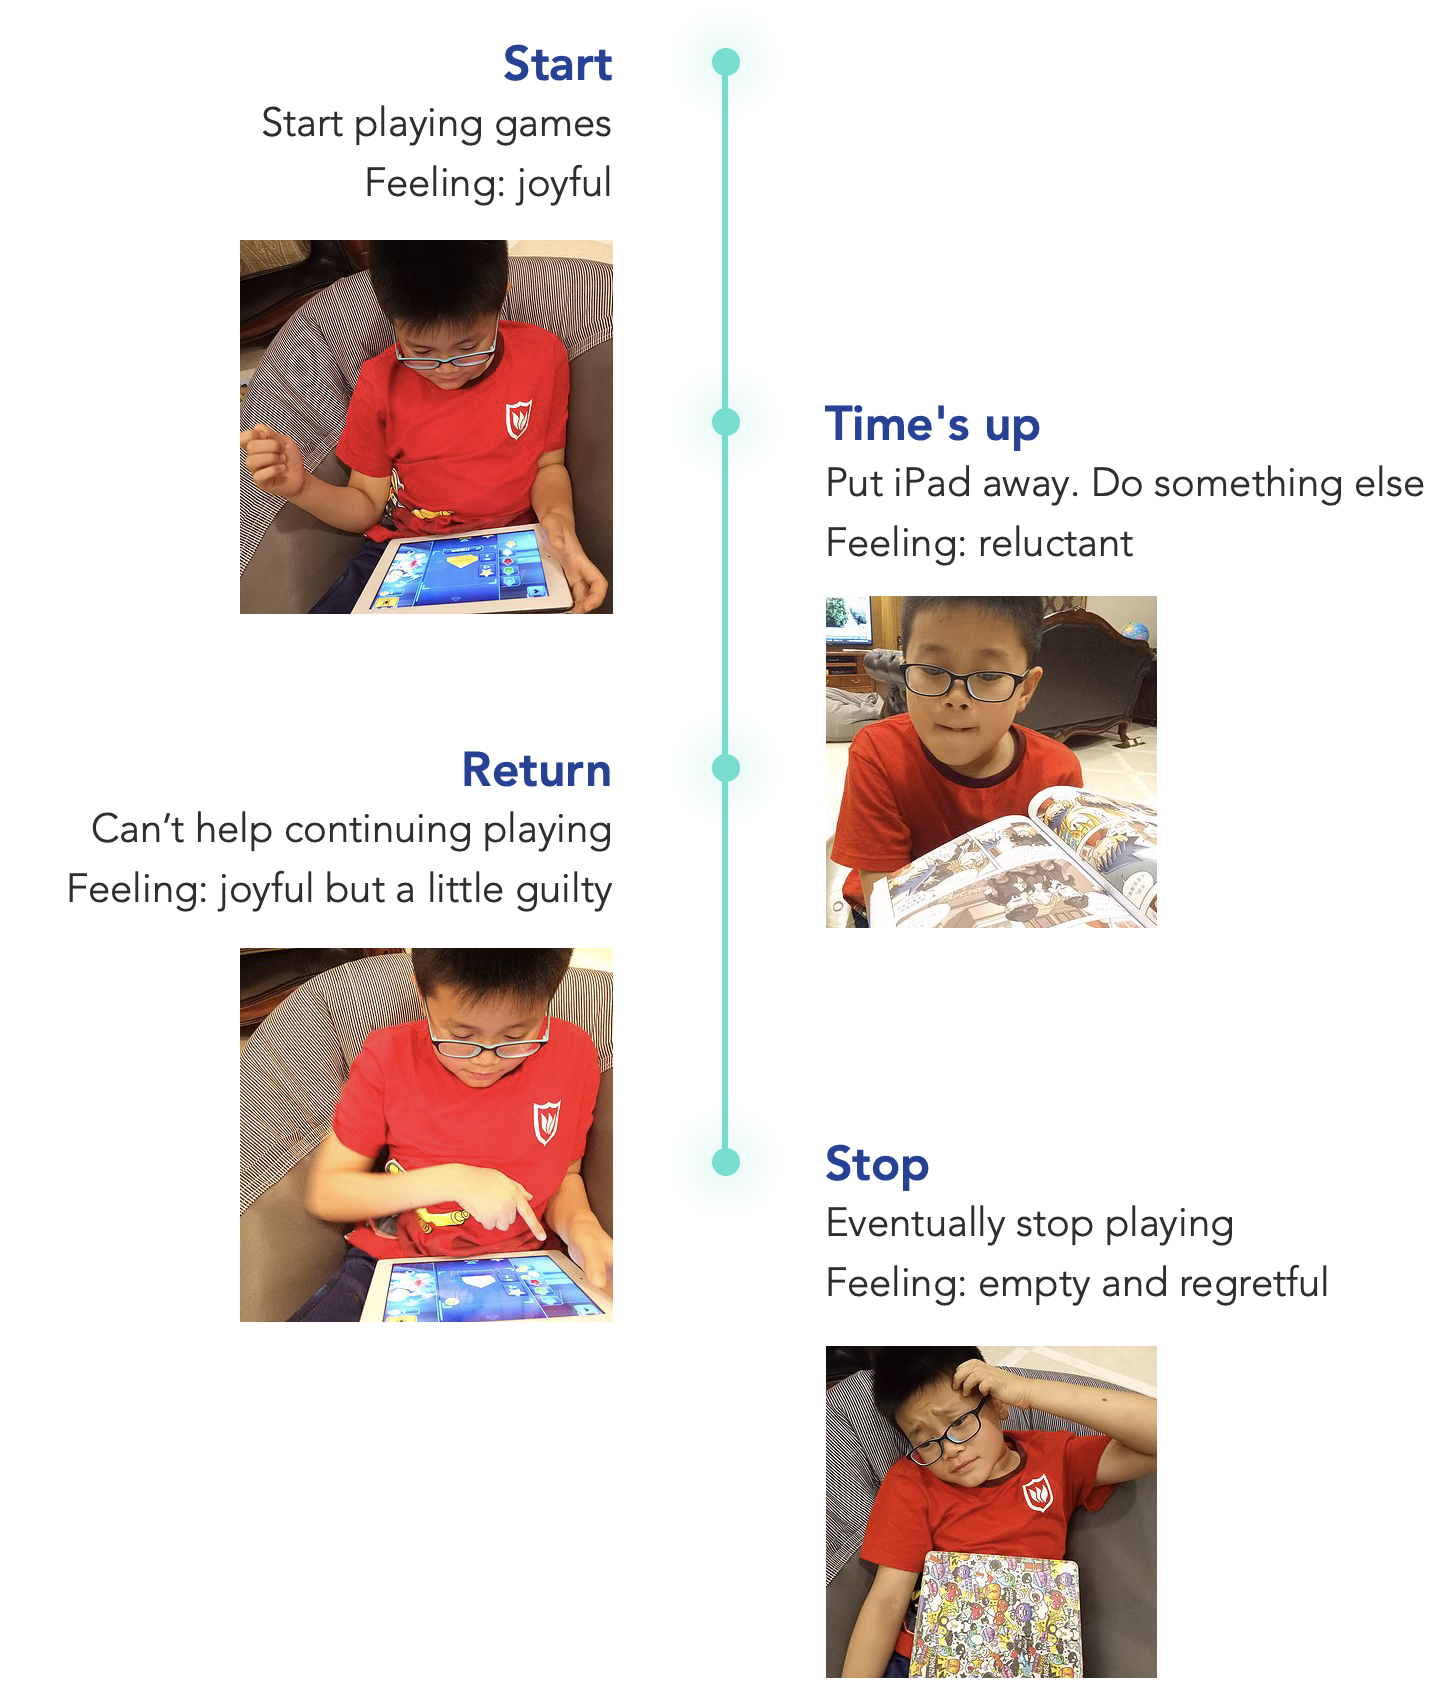 Start
Start playing games
Feeling: joyful
Time's up
Put iPad away. Do something else
Feeling: reluctant
Return
Can’t help continuing playing
Feeling: joyful but a little guilty
Stop
Eventually stop playing
Feeling: empty and regretful